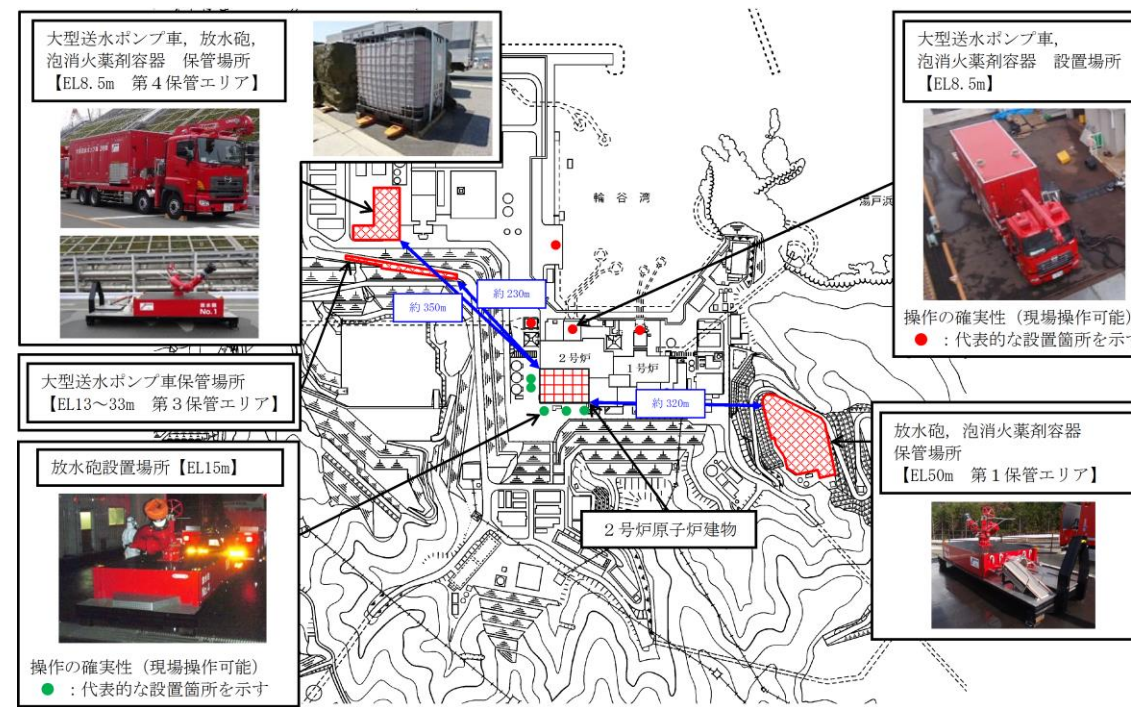 大型送水ポンプ車,放水砲,
泡消火薬剤容器 保管場所
【EL8.5m 第4保管エリア】
放水砲
No.1
大型送水ポンプ車,
泡消火薬剤容器 設置場所
【EL8.5m】
操作の確実性(現場操作可能)
●:代表的な設置箇所を示す
輪谷湾
湯戸浜
約350m
約230m
2号炉
1号炉
約320m
2号炉原子炉建物
大型送水ポンプ車保管場所
【EL13~33m 第3保管エリア】
放水砲設置場所【EL15m】
操作の確実性(現場操作可能)
●:代表的な設置箇所を示す
放水砲,泡消火薬剤容器
保管場所
【EL50m 第1保管エリア】